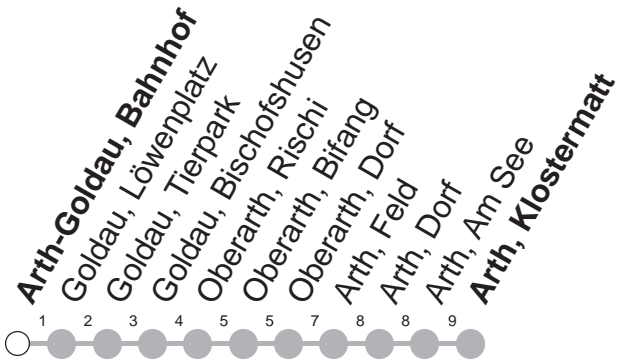 Arth-Goldau, Bahnhof
Goldau, Löwenplatz
Goldau, Tierpark
Goldau, Bischofshusen
Oberarth, Rischi
Oberarth, Bifang
Oberarth, Dorf
Arth, Feld
Arth, Dorf
Arth, Am See
Arth, Klostermatt
1 2 3 4 5 5 7 8 8 9